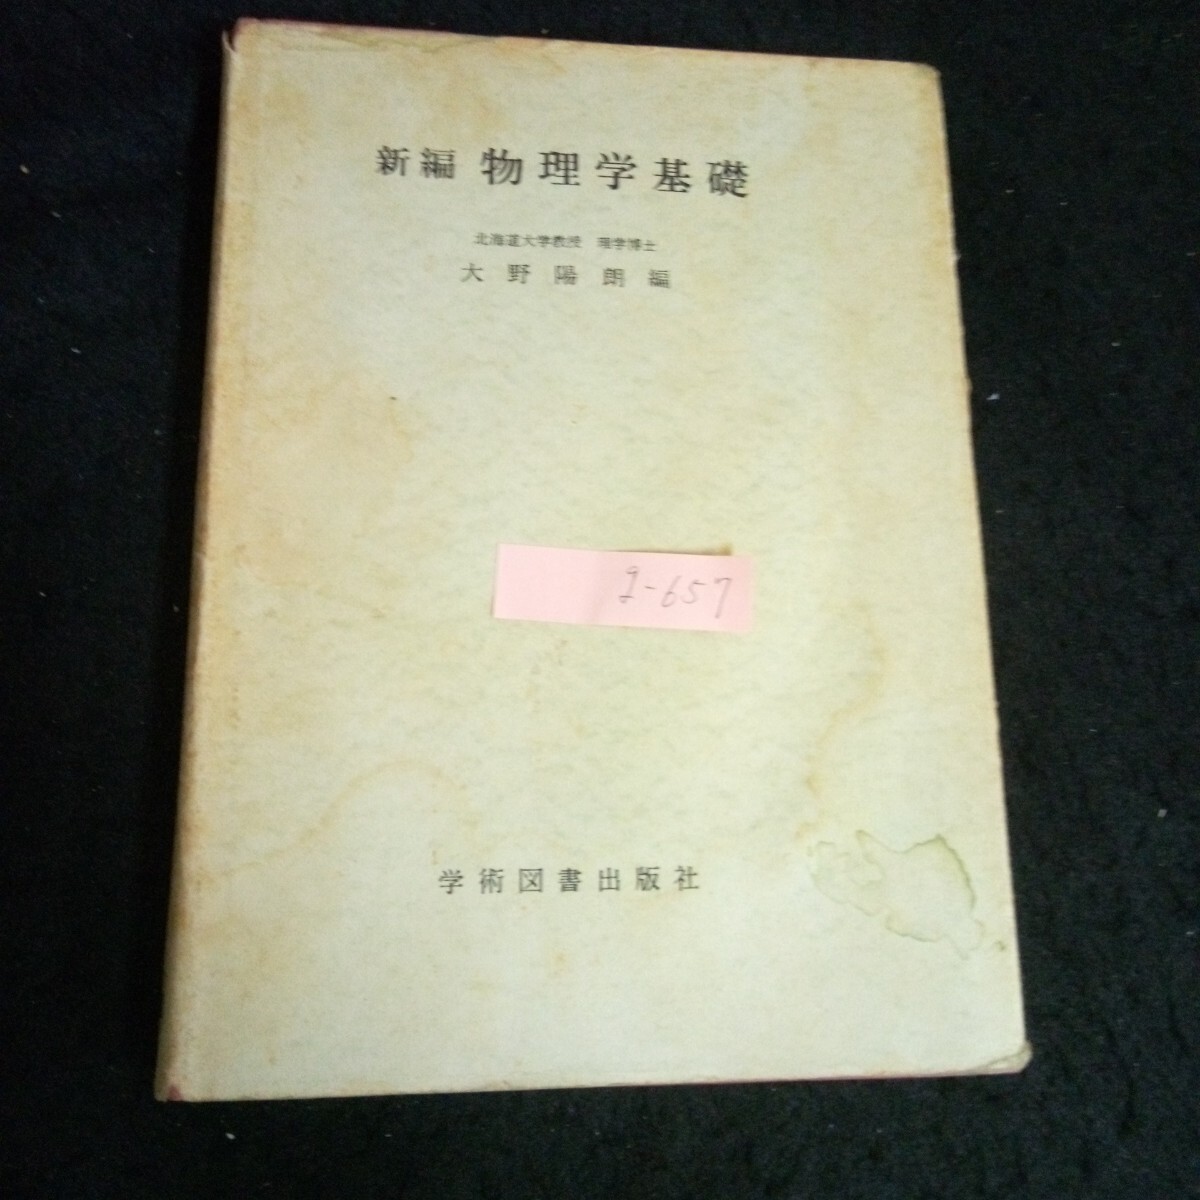 新編 物理学基礎
北海道大学教授 理学博士
大野陽朗編
g-657
学術図書出版社